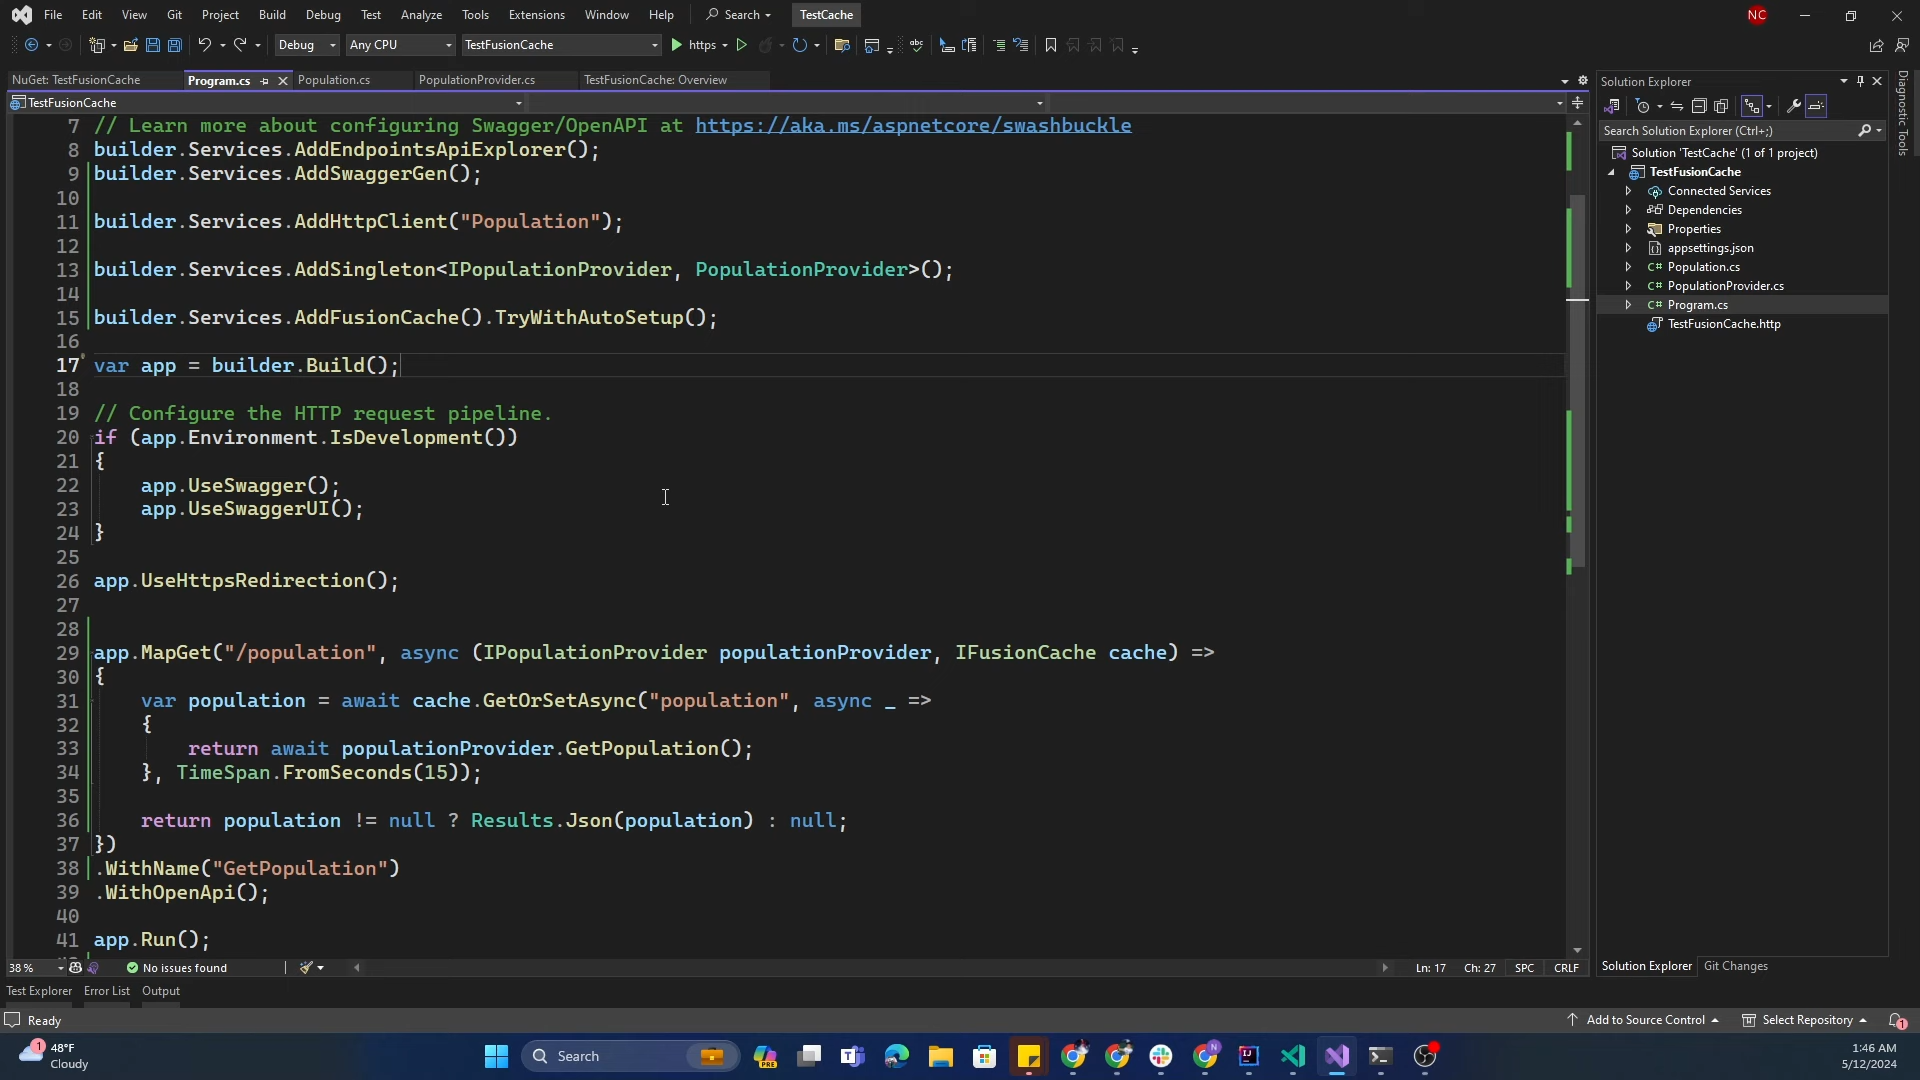 File Edit View Git Project Build Debug Test Analyze Tools Extensions Window Help Search TestCache NC
Debug Any CPU TestFusionCache https
NuGet: TestFusionCache Program.cs Population.cs PopulationProvider.cs TestFusionCache: Overview
TestFusionCache
7 // Learn more about configuring Swagger/OpenAPI at https://aka.ms/aspnetcore/swashbuckle
8 builder.Services.AddEndpointsApiExplorer();
9 builder.Services.AddSwaggerGen();
10
11 builder.Services.AddHttpClient("Population");
12
13 builder.Services.AddSingleton<IPopulationProvider, PopulationProvider>();
14
15 builder.Services.AddFusionCache().TryWithAutoSetup();
16
17 var app = builder.Build();
18
19 // Configure the HTTP request pipeline.
20 if (app.Environment.IsDevelopment())
21 {
22 app.UseSwagger();
23 app.UseSwaggerUI();
24 }
25
26 app.UseHttpsRedirection();
27
28
29 app.MapGet("/population", async (IPopulationProvider populationProvider, IFusionCache cache) =>
30 {
31 var population = await cache.GetOrSetAsync("population", async _ =>
32 {
33 return await populationProvider.GetPopulation();
34 }, TimeSpan.FromSeconds(15));
35
36 return population != null ? Results.Json(population) : null;
37 })
38 .WithName("GetPopulation")
39 .WithOpenApi();
40
41 app.Run();
38 % No issues found Ln: 17 Ch: 27 SPC CRLF
Test Explorer Error List Output
Solution Explorer
Search Solution Explorer (Ctrl+;)
Solution 'TestCache' (1 of 1 project)
TestFusionCache
Connected Services
Dependencies
Properties
appsettings.json
C# Population.cs
C# PopulationProvider.cs
C# Program.cs
TestFusionCache.http
Solution Explorer Git Changes
Diagnostic Tools
Ready Add to Source Control Select Repository 1
1 48°F
Cloudy
Search
PRE
1:46 AM
5/12/2024